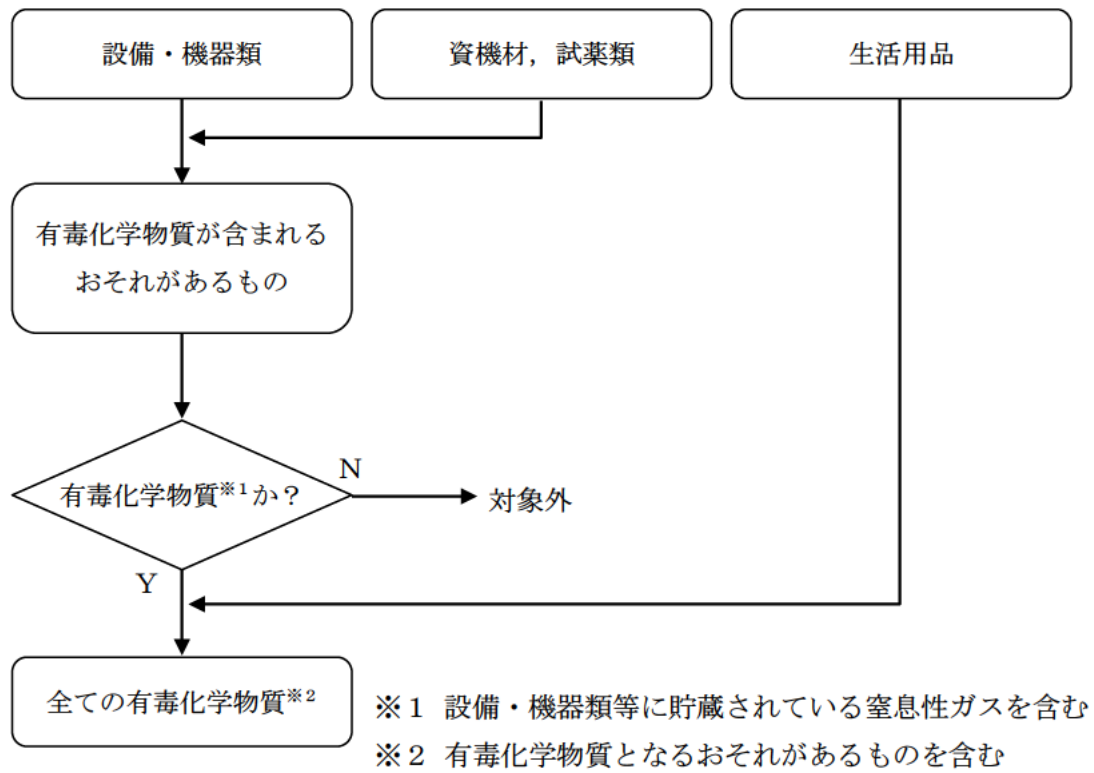 設備・機器類
資機材，試薬類
生活用品
有毒化学物質が含まれる
おそれがあるもの
有毒化学物質※1か？
N
対象外
Y
全ての有毒化学物質※2
※１ 設備・機器類等に貯蔵されている窒息性ガスを含む
※２ 有毒化学物質となるおそれがあるものを含む